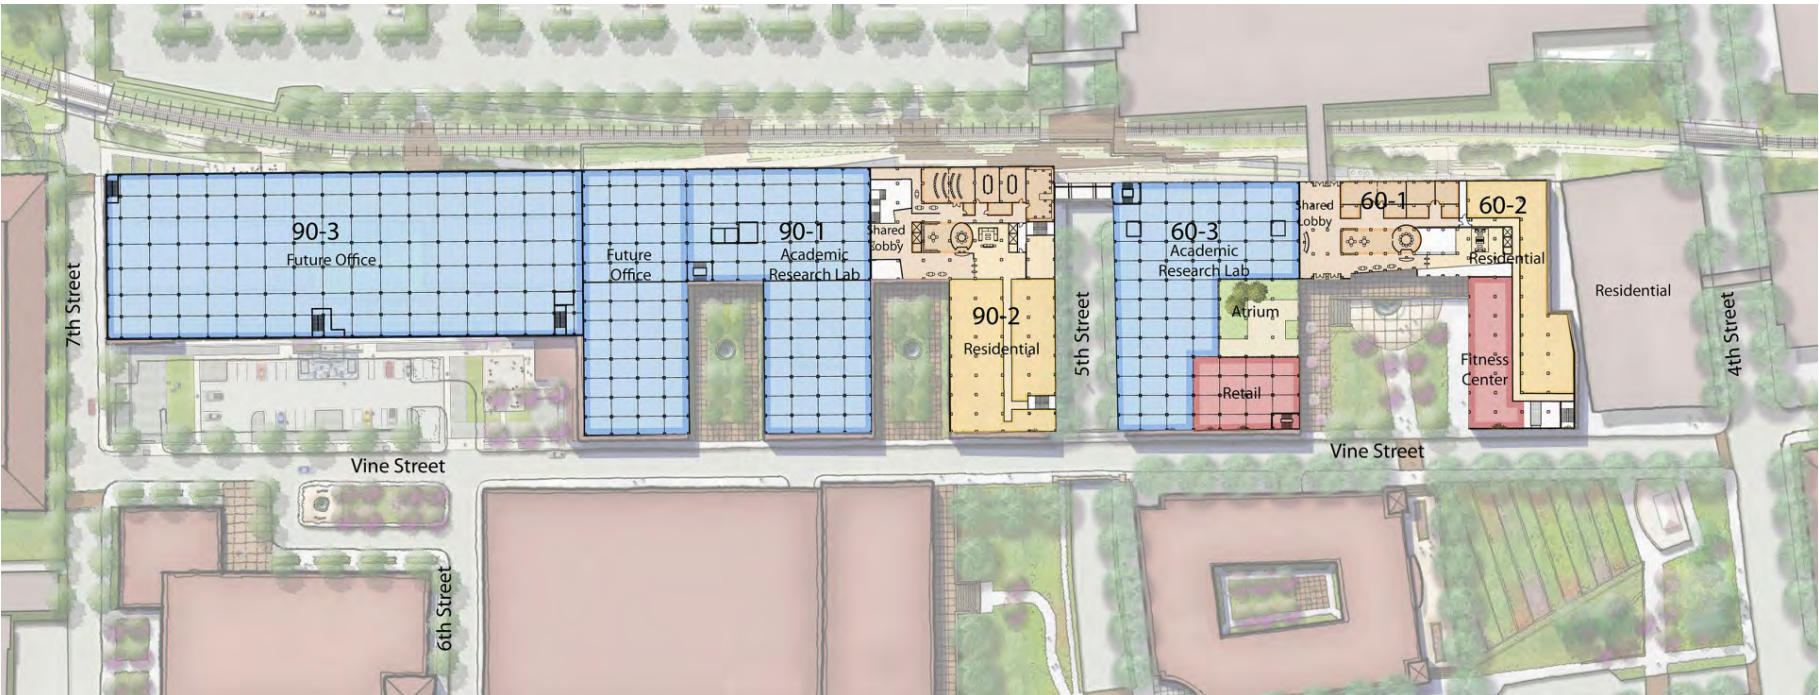 90-3
Future Office
Future
Office
90-1
Academic
Research Lab
Shared
Lobby
90-2
Residential
60-3
Academic
Research Lab
Atrium
Retail
Shared
Lobby
60-1
60-2
Residential
Fitness
Center
Residential
7th Street
5th Street
4th Street
Vine Street
Vine Street
6th Street